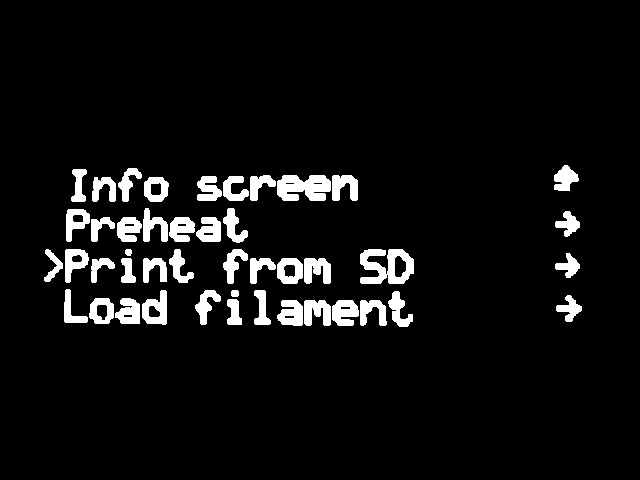 Info screen ↑
Preheat →
>Print from SD →
Load filament →